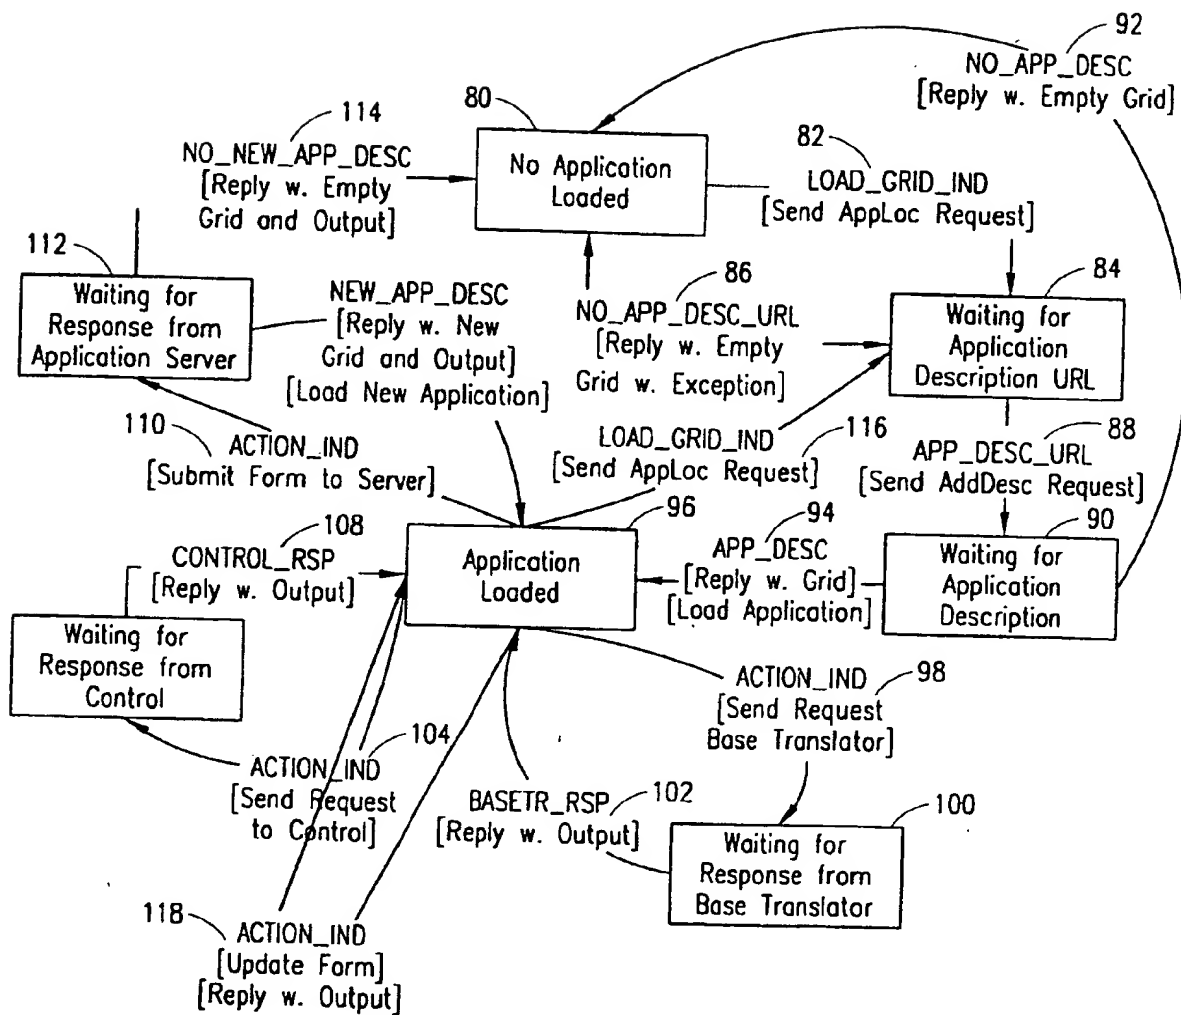 92
NO_APP_DESC
[Reply w. Empty Grid]
114
NO_NEW_APP_DESC
[Reply w. Empty
Grid and Output]
80
No Application
Loaded
82
LOAD_GRID_IND
[Send AppLoc Request]
112
Waiting for
Response from
Application Server
NEW_APP_DESC
[Reply w. New
Grid and Output]
[Load New Application]
86
NO_APP_DESC_URL
[Reply w. Empty
Grid w. Exception]
84
Waiting for
Application
Description URL
110
ACTION_IND
[Submit Form to Server]
LOAD_GRID_IND
[Send AppLoc Request]
116
88
APP_DESC_URL
[Send AddDesc Request]
108
CONTROL_RSP
[Reply w. Output]
96
Application
Loaded
94
APP_DESC
[Reply w. Grid]
[Load Application]
90
Waiting for
Application
Description
Waiting for
Response from
Control
104
ACTION_IND
[Send Request
to Control]
98
ACTION_IND
[Send Request
Base Translator]
102
BASETR_RSP
[Reply w. Output]
100
Waiting for
Response from
Base Translator
118
ACTION_IND
[Update Form]
[Reply w. Output]